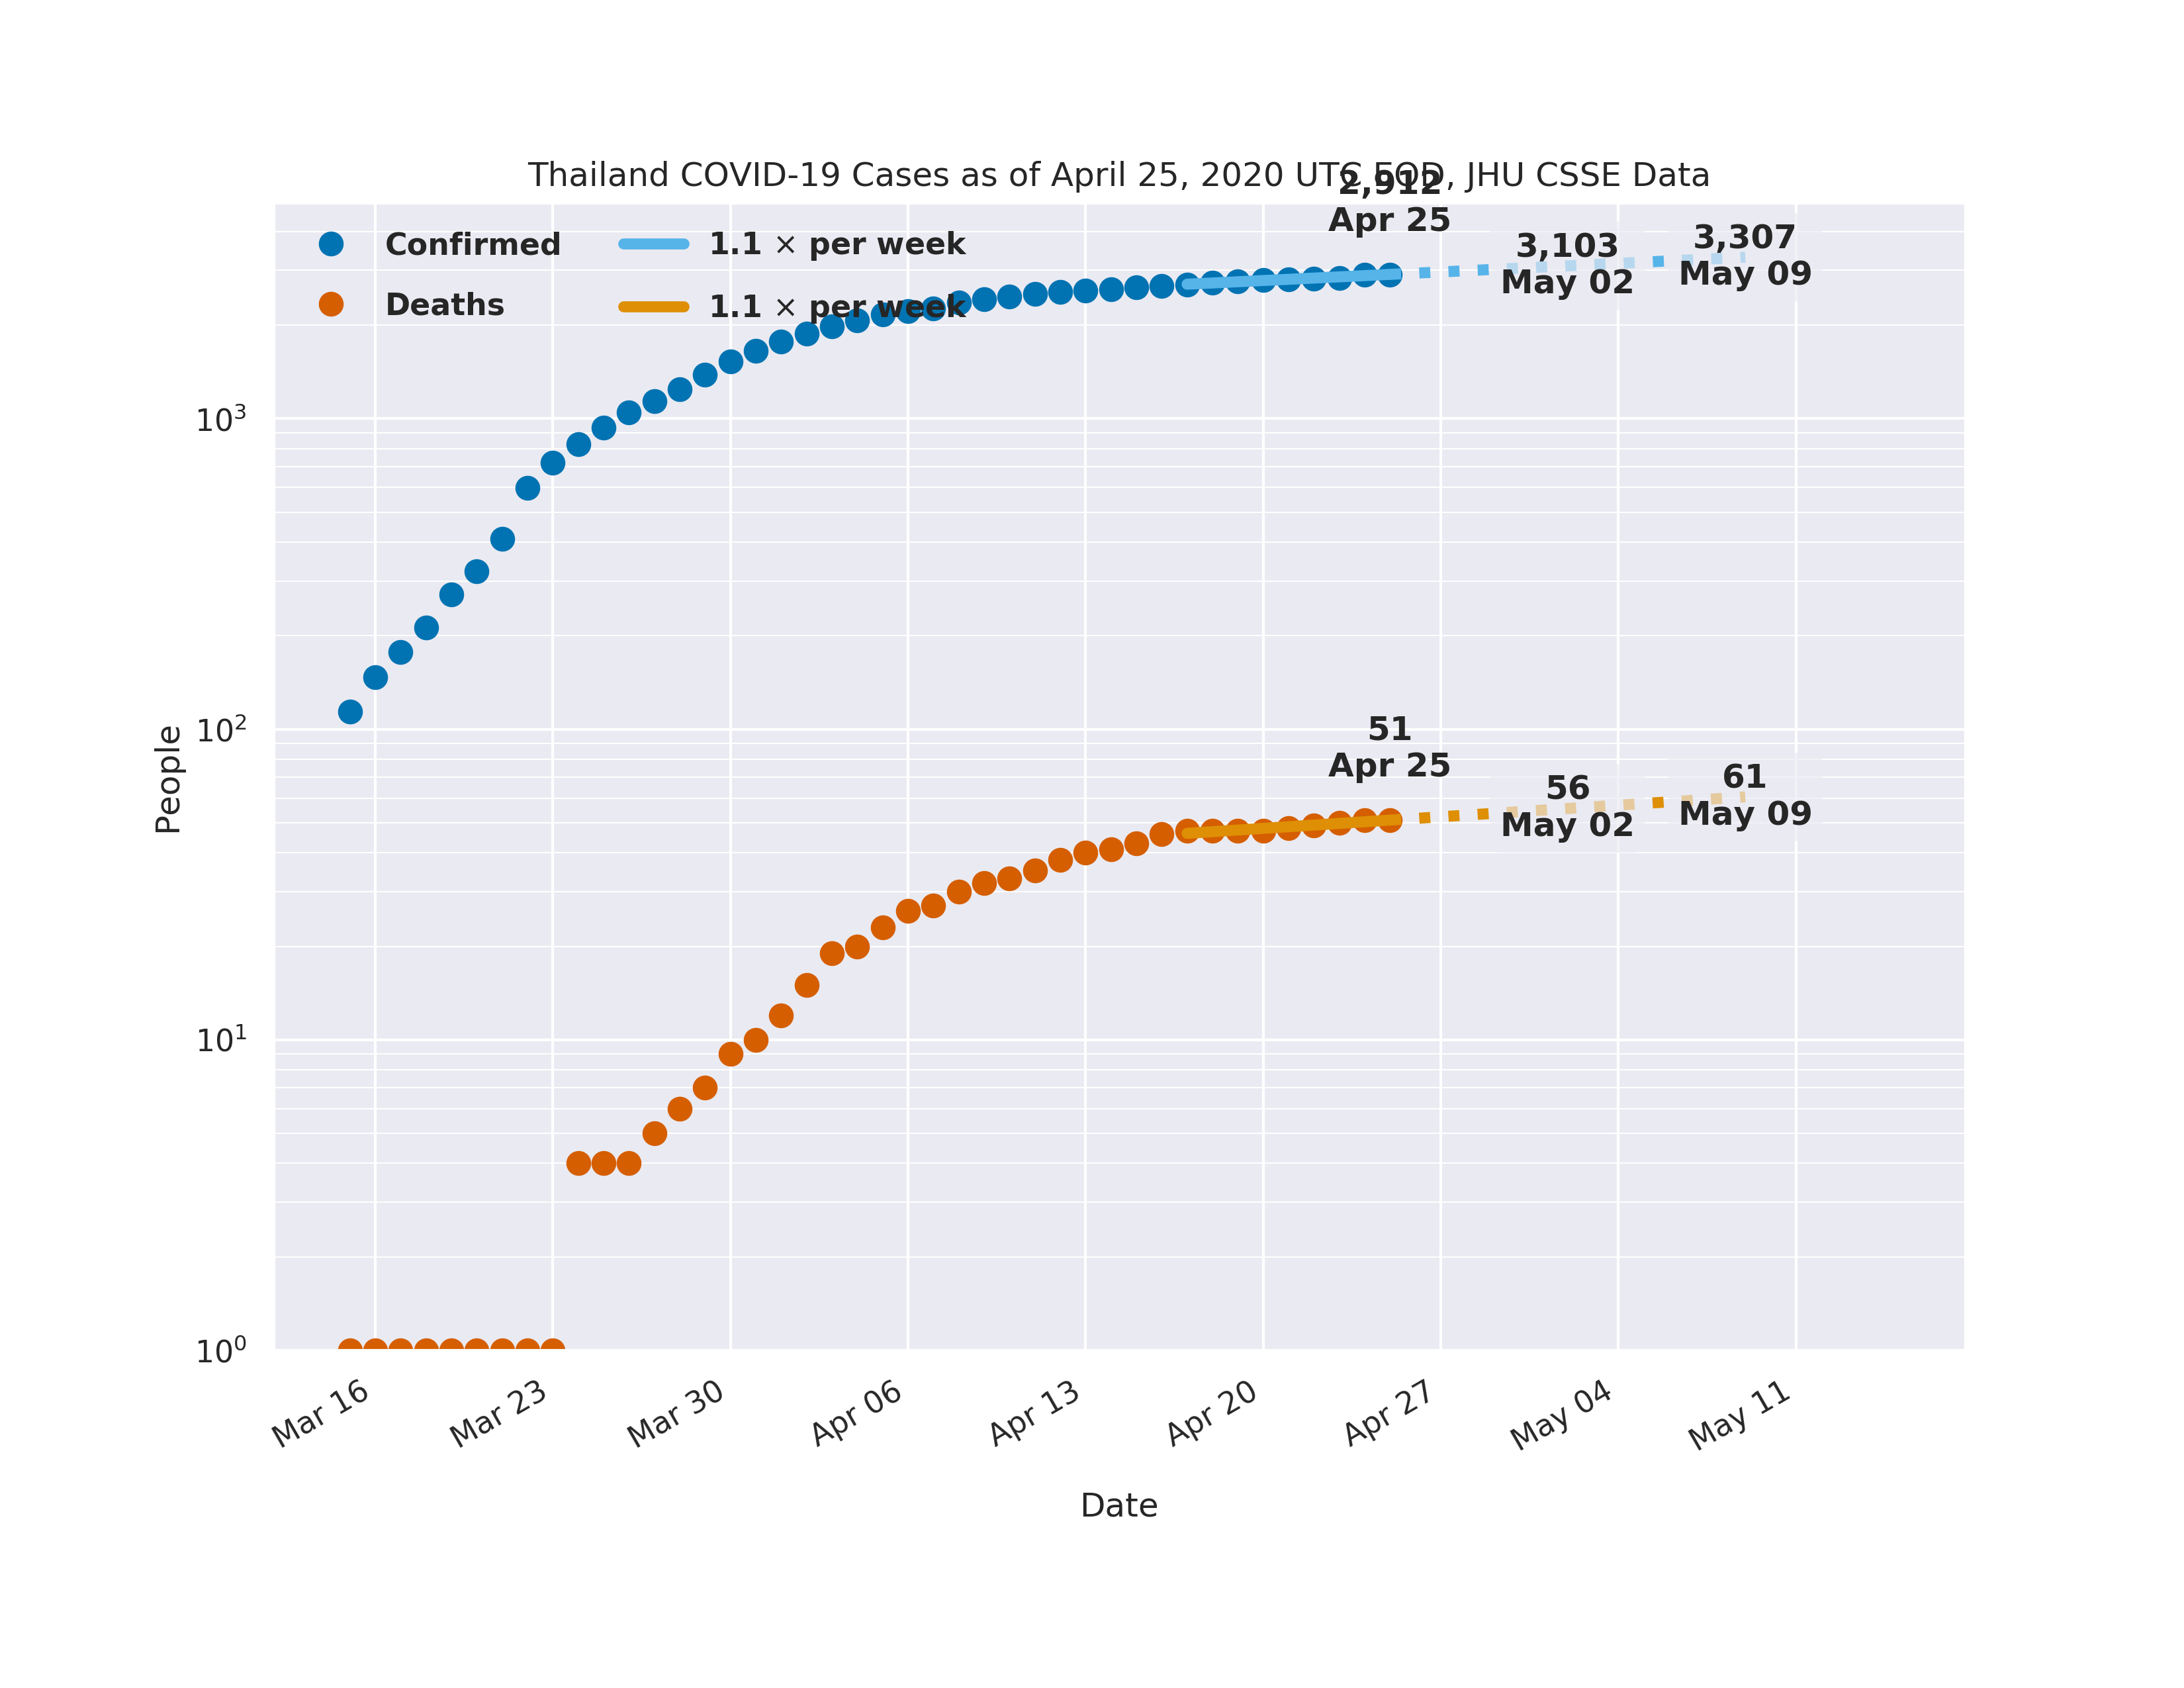 Thailand COVID-19 Cases as of April 25, 2020 UTC EOD, JHU CSSE Data
2,912
Apr 25
3,103
May 02
3,307
May 09
Confirmed
Deaths
1.1 × per week
1.1 × per week
51
Apr 25
56
May 02
61
May 09
People
10³
10²
10¹
10⁰
Mar 16
Mar 23
Mar 30
Apr 06
Apr 13
Apr 20
Apr 27
May 04
May 11
Date